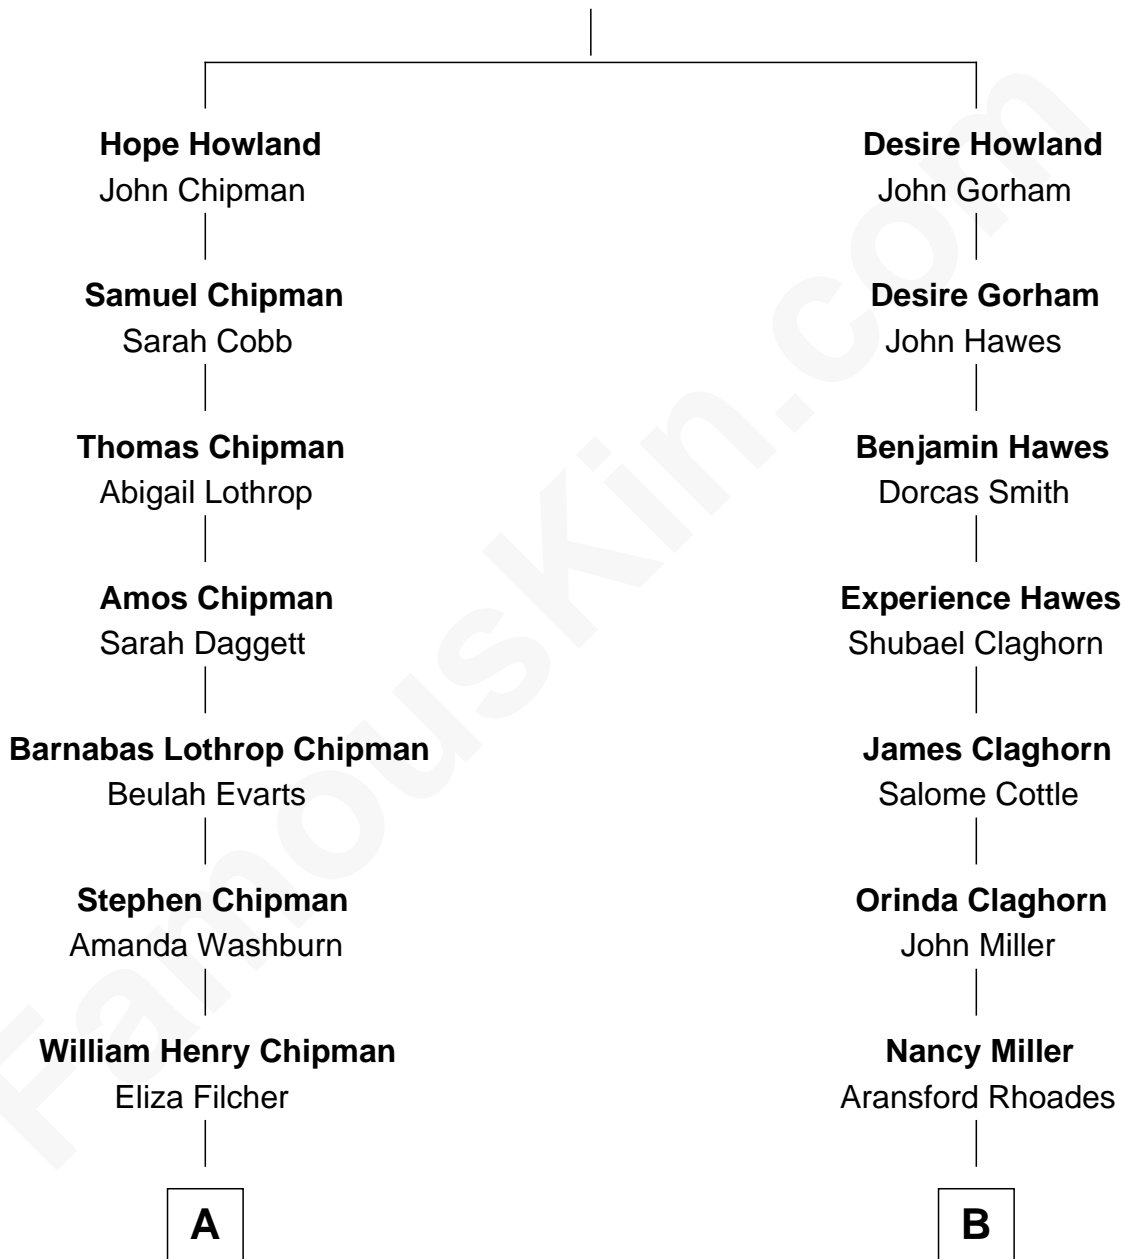 Hope Howland
John Chipman
Samuel Chipman
Sarah Cobb
Thomas Chipman
Abigail Lothrop
Amos Chipman
Sarah Daggett
Barnabas Lothrop Chipman
Beulah Evarts
Stephen Chipman
Amanda Washburn
William Henry Chipman
Eliza Filcher
A
Desire Howland
John Gorham
Desire Gorham
John Hawes
Benjamin Hawes
Dorcas Smith
Experience Hawes
Shubael Claghorn
James Claghorn
Salome Cottle
Orinda Claghorn
John Miller
Nancy Miller
Aransford Rhoades
B
FamousKin.com